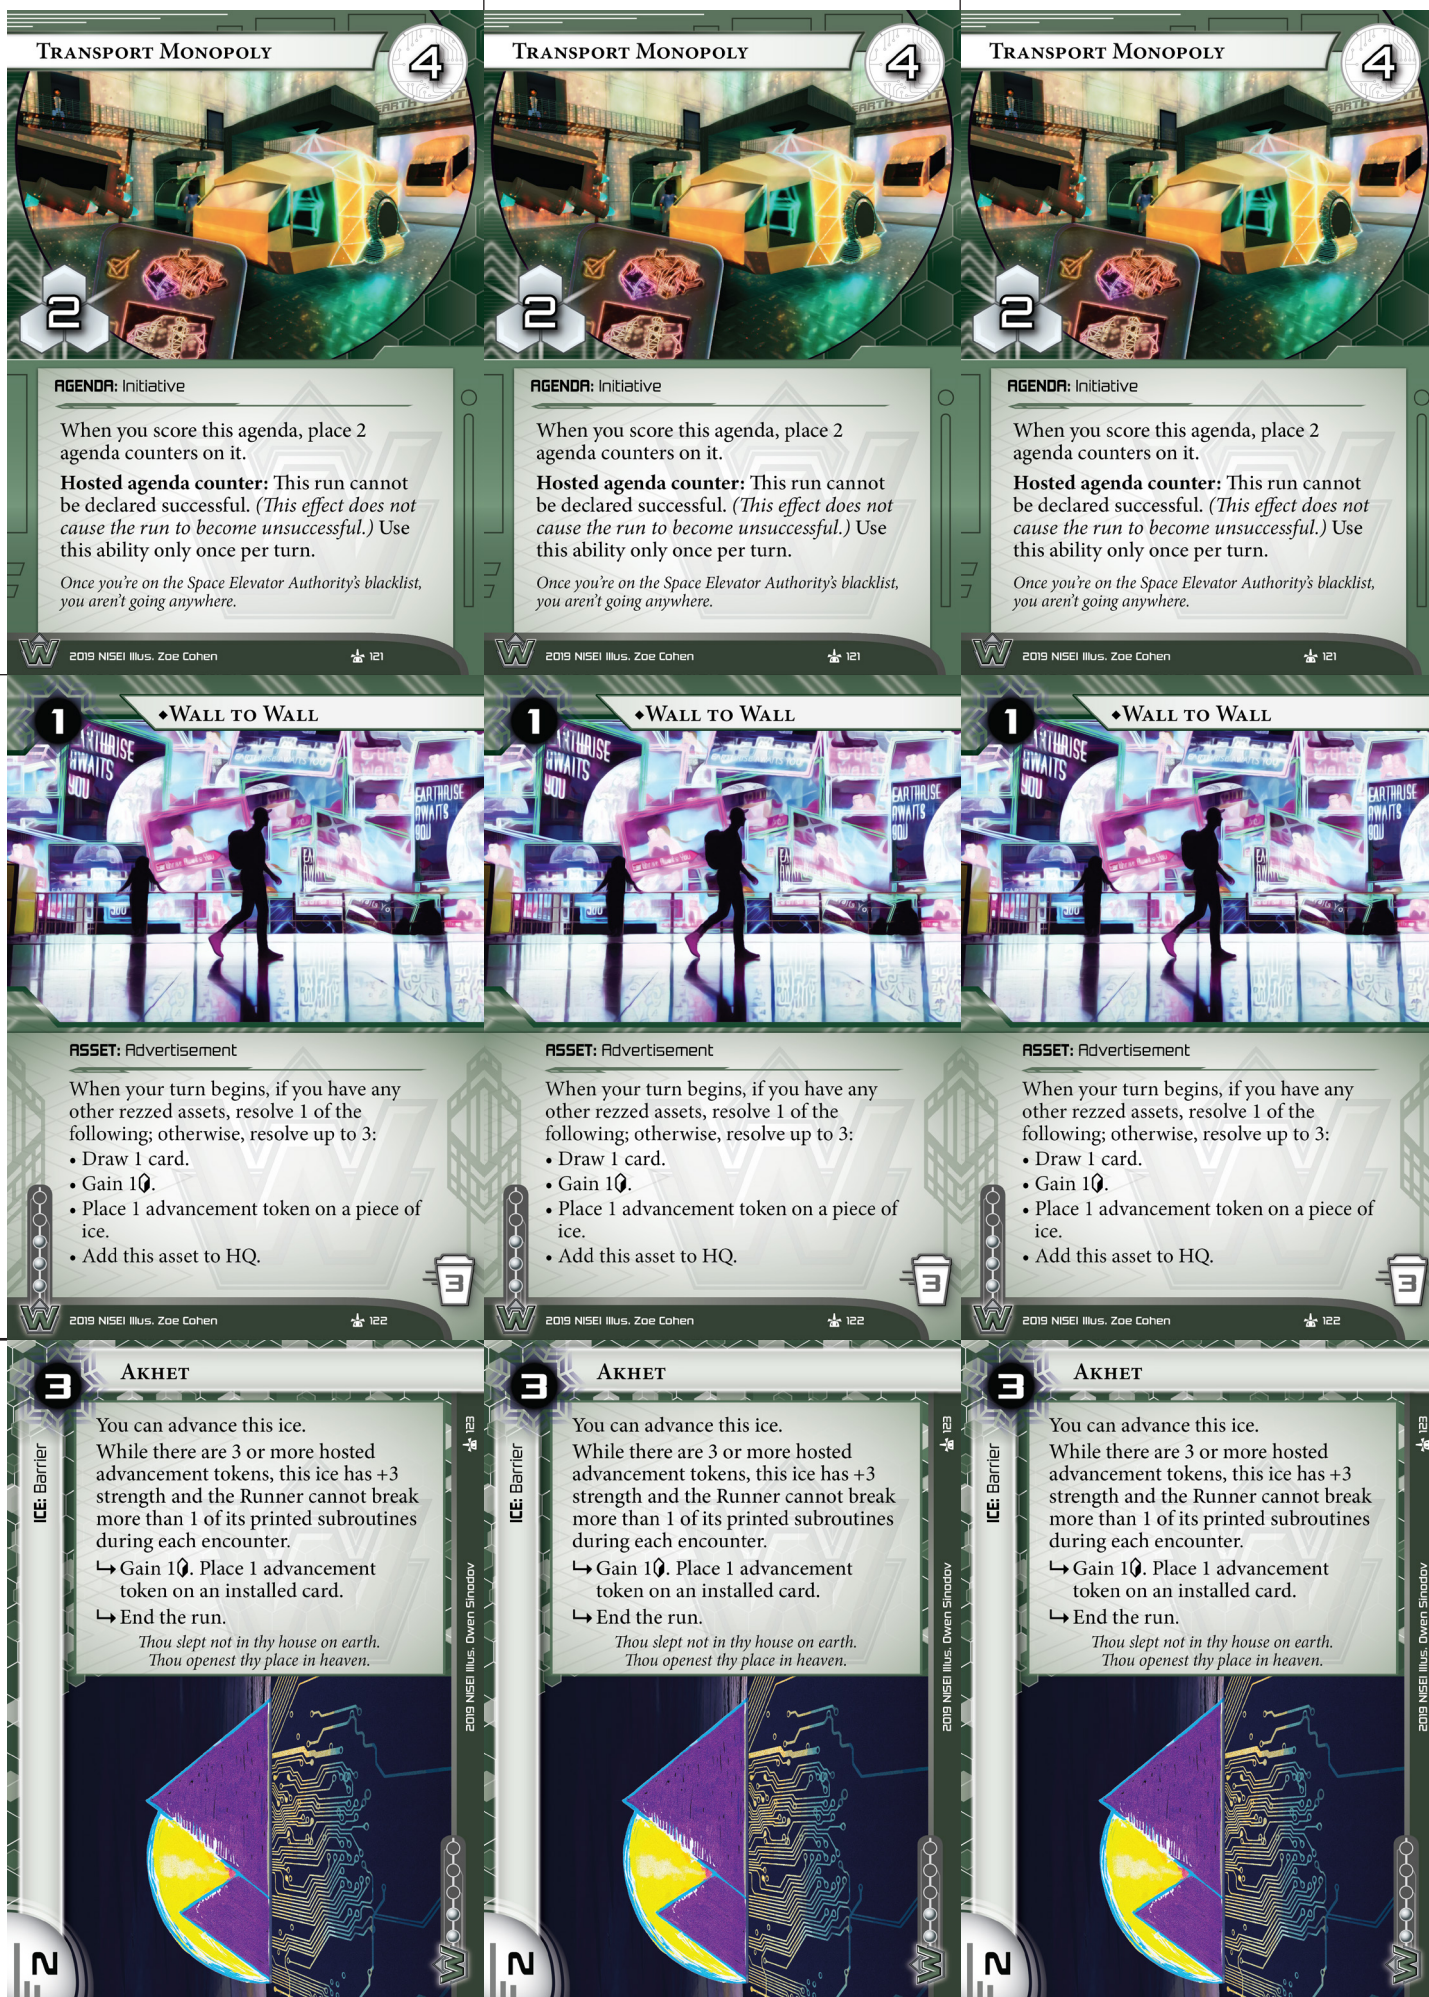 TRANSPORT MONOPOLY
4
2
AGENDA: Initiative
When you score this agenda, place 2
agenda counters on it.
Hosted agenda counter: This run cannot
be declared successful. (This effect does not
cause the run to become unsuccessful.) Use
this ability only once per turn.
Once you're on the Space Elevator Authority's blacklist,
you aren't going anywhere.
2019 NISEI Illus. Zoe Cohen
121
TRANSPORT MONOPOLY
4
2
AGENDA: Initiative
When you score this agenda, place 2
agenda counters on it.
Hosted agenda counter: This run cannot
be declared successful. (This effect does not
cause the run to become unsuccessful.) Use
this ability only once per turn.
Once you're on the Space Elevator Authority's blacklist,
you aren't going anywhere.
2019 NISEI Illus. Zoe Cohen
121
TRANSPORT MONOPOLY
4
2
AGENDA: Initiative
When you score this agenda, place 2
agenda counters on it.
Hosted agenda counter: This run cannot
be declared successful. (This effect does not
cause the run to become unsuccessful.) Use
this ability only once per turn.
Once you're on the Space Elevator Authority's blacklist,
you aren't going anywhere.
2019 NISEI Illus. Zoe Cohen
121
1
◆WALL TO WALL
AWAITS
YOU
EARTHRISE
AWAITS
YOU
ASSET: Advertisement
When your turn begins, if you have any
other rezzed assets, resolve 1 of the
following; otherwise, resolve up to 3:
• Draw 1 card.
• Gain 1.
• Place 1 advancement token on a piece of
ice.
• Add this asset to HQ.
3
2019 NISEI Illus. Zoe Cohen
122
1
◆WALL TO WALL
AWAITS
YOU
EARTHRISE
AWAITS
YOU
ASSET: Advertisement
When your turn begins, if you have any
other rezzed assets, resolve 1 of the
following; otherwise, resolve up to 3:
• Draw 1 card.
• Gain 1.
• Place 1 advancement token on a piece of
ice.
• Add this asset to HQ.
3
2019 NISEI Illus. Zoe Cohen
122
1
◆WALL TO WALL
AWAITS
YOU
EARTHRISE
AWAITS
YOU
ASSET: Advertisement
When your turn begins, if you have any
other rezzed assets, resolve 1 of the
following; otherwise, resolve up to 3:
• Draw 1 card.
• Gain 1.
• Place 1 advancement token on a piece of
ice.
• Add this asset to HQ.
3
2019 NISEI Illus. Zoe Cohen
122
3
AKHET
ICE: Barrier
You can advance this ice.
While there are 3 or more hosted
advancement tokens, this ice has +3
strength and the Runner cannot break
more than 1 of its printed subroutines
during each encounter.
↳ Gain 1. Place 1 advancement
token on an installed card.
↳ End the run.
Thou slept not in thy house on earth.
Thou openest thy place in heaven.
123
2019 NISEI Illus. Owen Sinodov
2
3
AKHET
ICE: Barrier
You can advance this ice.
While there are 3 or more hosted
advancement tokens, this ice has +3
strength and the Runner cannot break
more than 1 of its printed subroutines
during each encounter.
↳ Gain 1. Place 1 advancement
token on an installed card.
↳ End the run.
Thou slept not in thy house on earth.
Thou openest thy place in heaven.
123
2019 NISEI Illus. Owen Sinodov
2
3
AKHET
ICE: Barrier
You can advance this ice.
While there are 3 or more hosted
advancement tokens, this ice has +3
strength and the Runner cannot break
more than 1 of its printed subroutines
during each encounter.
↳ Gain 1. Place 1 advancement
token on an installed card.
↳ End the run.
Thou slept not in thy house on earth.
Thou openest thy place in heaven.
123
2019 NISEI Illus. Owen Sinodov
2